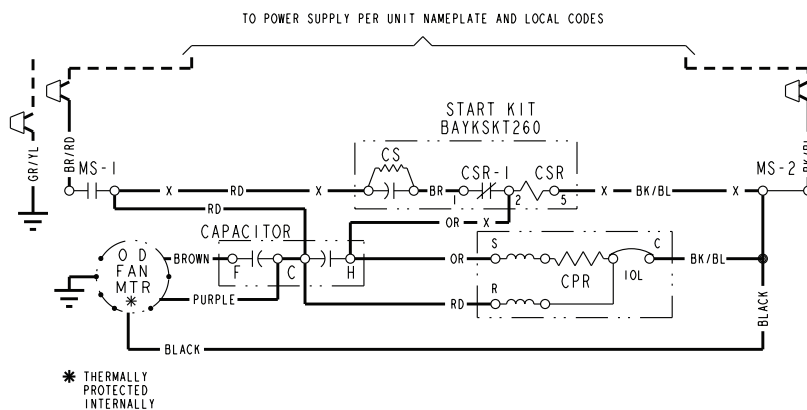 TO POWER SUPPLY PER UNIT NAMEPLATE AND LOCAL CODES
START KIT
BAYKSKT260
GR/YL
BR/RD
MS-1
CS
CSR-1
CSR
MS-2
X
RD
X
BR
1
2
5
X
BK/BL
X
RD
OR
X
CAPACITOR
O D
FAN
MTR
*
BROWN
F
C
H
OR
S
CPR
IOL
C
BK/BL
PURPLE
RD
R
BLACK
BLACK
* THERMALLY
PROTECTED
INTERNALLY